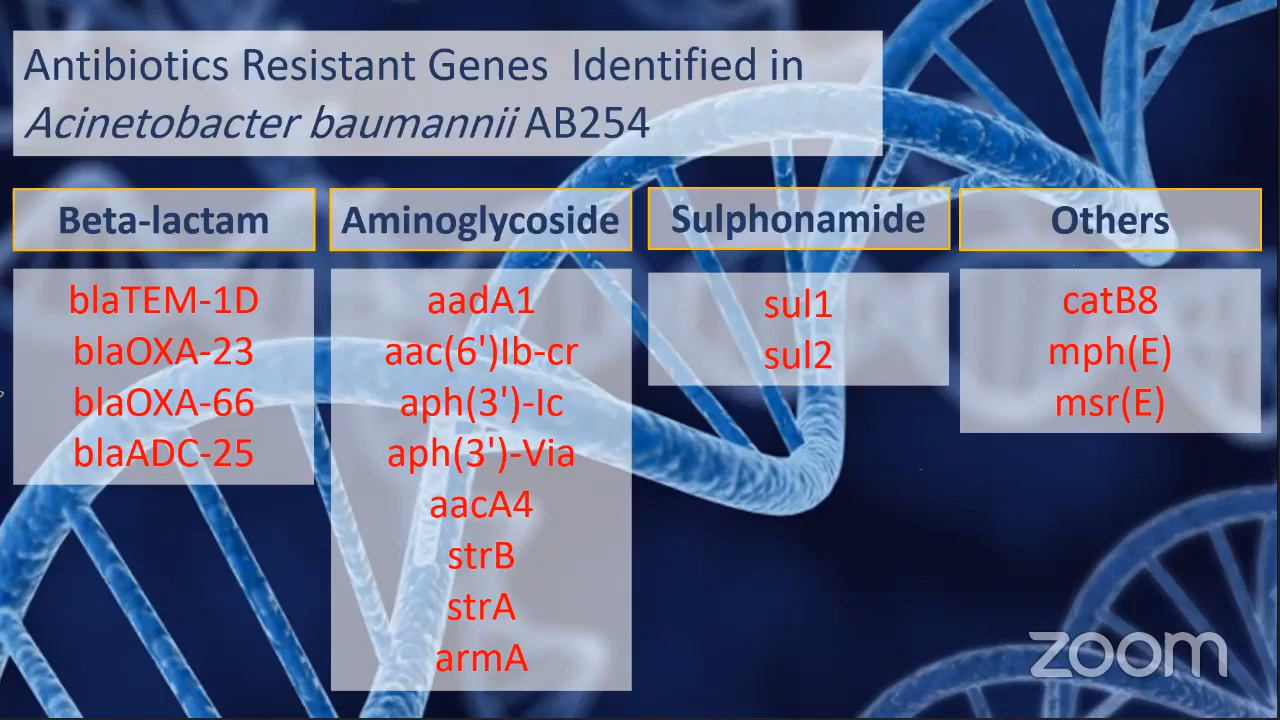 Antibiotics Resistant Genes Identified in
Acinetobacter baumannii AB254
Beta-lactam
blaTEM-1D
blaOXA-23
blaOXA-66
blaADC-25
Aminoglycoside
aadA1
aac(6')Ib-cr
aph(3')-Ic
aph(3')-Via
aacA4
strB
strA
armA
Sulphonamide
sul1
sul2
Others
catB8
mph(E)
msr(E)
zoom